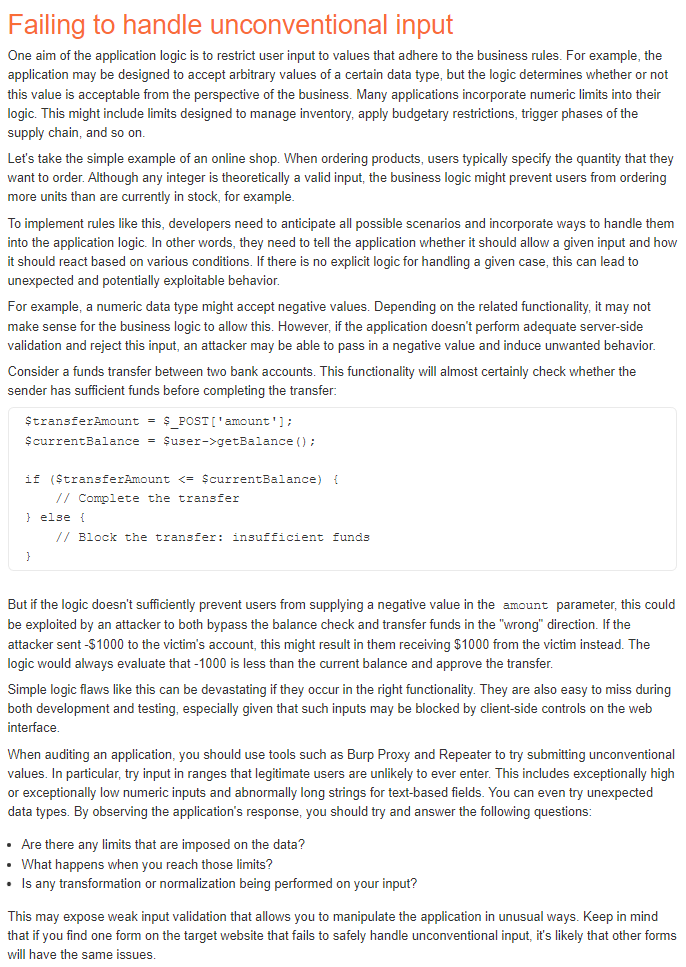 Failing to handle unconventional input
One aim of the application logic is to restrict user input to values that adhere to the business rules. For example, the
application may be designed to accept arbitrary values of a certain data type, but the logic determines whether or not
this value is acceptable from the perspective of the business. Many applications incorporate numeric limits into their
logic. This might include limits designed to manage inventory, apply budgetary restrictions, trigger phases of the
supply chain, and so on.
Let's take the simple example of an online shop. When ordering products, users typically specify the quantity that they
want to order. Although any integer is theoretically a valid input, the business logic might prevent users from ordering
more units than are currently in stock, for example.
To implement rules like this, developers need to anticipate all possible scenarios and incorporate ways to handle them
into the application logic. In other words, they need to tell the application whether it should allow a given input and how
it should react based on various conditions. If there is no explicit logic for handling a given case, this can lead to
unexpected and potentially exploitable behavior.
For example, a numeric data type might accept negative values. Depending on the related functionality, it may not
make sense for the business logic to allow this. However, if the application doesn't perform adequate server-side
validation and reject this input, an attacker may be able to pass in a negative value and induce unwanted behavior.
Consider a funds transfer between two bank accounts. This functionality will almost certainly check whether the
sender has sufficient funds before completing the transfer:
$transferAmount = $_POST['amount'];
$currentBalance = $user->getBalance();
if ($transferAmount <= $currentBalance) {
// Complete the transfer
} else {
// Block the transfer: insufficient funds
}
But if the logic doesn't sufficiently prevent users from supplying a negative value in the amount parameter, this could
be exploited by an attacker to both bypass the balance check and transfer funds in the "wrong" direction. If the
attacker sent -$1000 to the victim's account, this might result in them receiving $1000 from the victim instead. The
logic would always evaluate that -1000 is less than the current balance and approve the transfer.
Simple logic flaws like this can be devastating if they occur in the right functionality. They are also easy to miss during
both development and testing, especially given that such inputs may be blocked by client-side controls on the web
interface.
When auditing an application, you should use tools such as Burp Proxy and Repeater to try submitting unconventional
values. In particular, try input in ranges that legitimate users are unlikely to ever enter. This includes exceptionally high
or exceptionally low numeric inputs and abnormally long strings for text-based fields. You can even try unexpected
data types. By observing the application's response, you should try and answer the following questions:
• Are there any limits that are imposed on the data?
• What happens when you reach those limits?
• Is any transformation or normalization being performed on your input?
This may expose weak input validation that allows you to manipulate the application in unusual ways. Keep in mind
that if you find one form on the target website that fails to safely handle unconventional input, it's likely that other forms
will have the same issues.